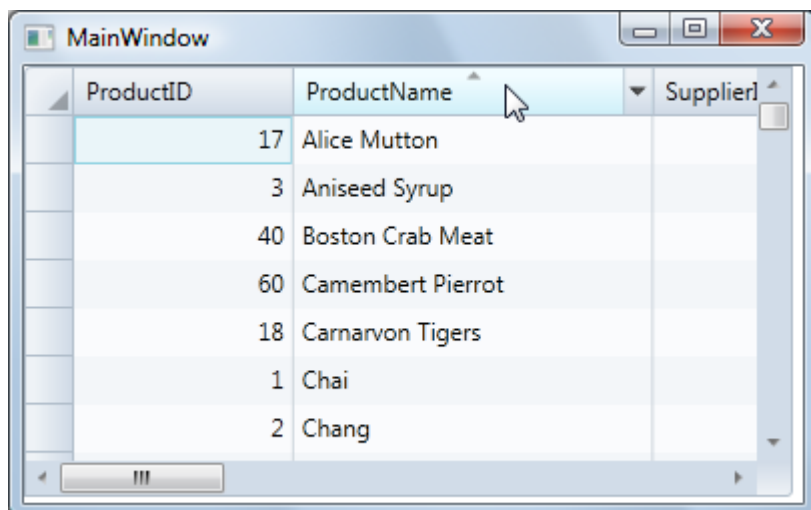 MainWindow
ProductID ProductName SupplierI
17 Alice Mutton
3 Aniseed Syrup
40 Boston Crab Meat
60 Camembert Pierrot
18 Carnarvon Tigers
1 Chai
2 Chang